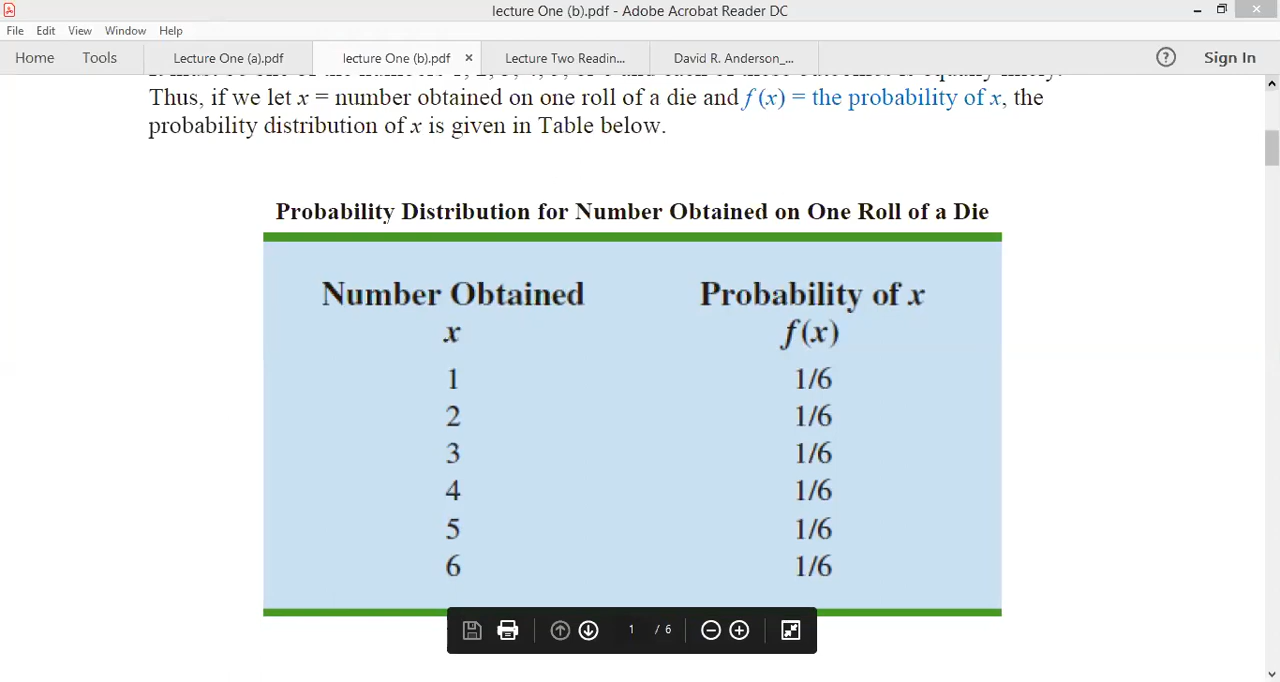 lecture One (b).pdf - Adobe Acrobat Reader DC
File Edit View Window Help
Home Tools Lecture One (a).pdf lecture One (b).pdf × Lecture Two Readin... David R. Anderson_... ? Sign In
Thus, if we let x = number obtained on one roll of a die and f (x) = the probability of x, the
probability distribution of x is given in Table below.
Probability Distribution for Number Obtained on One Roll of a Die
Number Obtained Probability of x
x f(x)
1 1/6
2 1/6
3 1/6
4 1/6
5 1/6
6 1/6
1 / 6